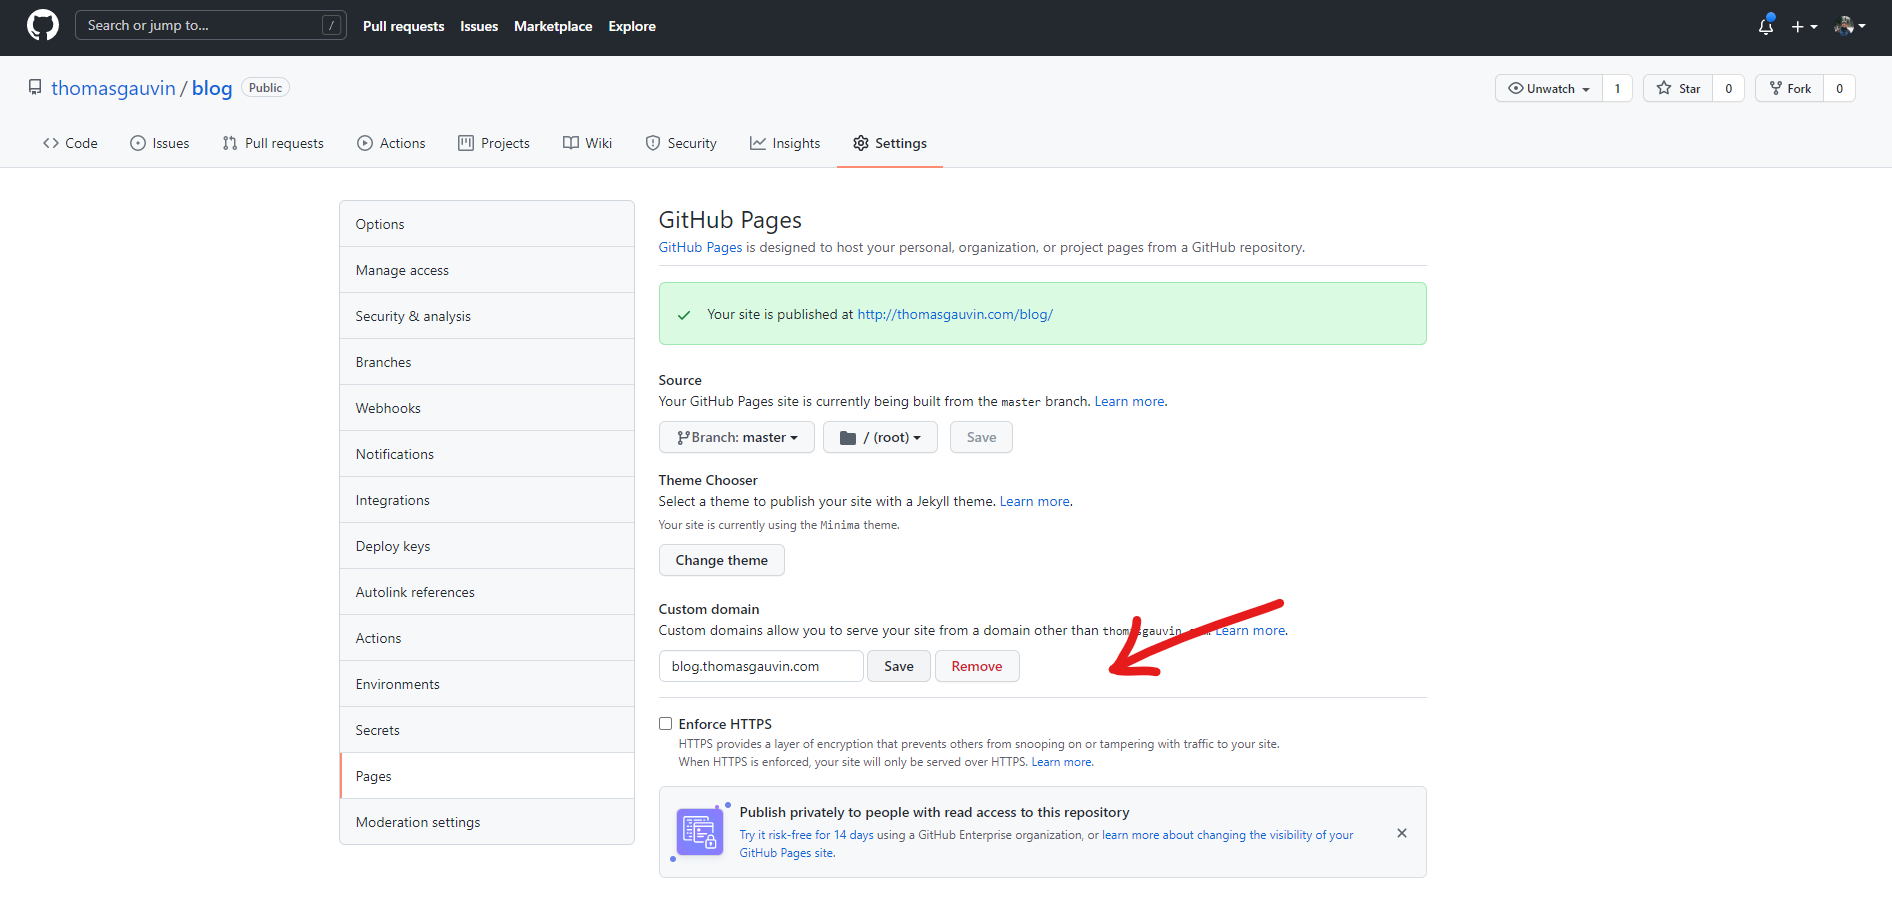 Search or jump to... /
Pull requests Issues Marketplace Explore
thomasgauvin / blog Public
Unwatch 1 Star 0 Fork 0
Code Issues Pull requests Actions Projects Wiki Security Insights Settings
Options
Manage access
Security & analysis
Branches
Webhooks
Notifications
Integrations
Deploy keys
Autolink references
Actions
Environments
Secrets
Pages
Moderation settings
GitHub Pages
GitHub Pages is designed to host your personal, organization, or project pages from a GitHub repository.
Your site is published at http://thomasgauvin.com/blog/
Source
Your GitHub Pages site is currently being built from the master branch. Learn more.
Branch: master / (root) Save
Theme Chooser
Select a theme to publish your site with a Jekyll theme. Learn more.
Your site is currently using the Minima theme.
Change theme
Custom domain
Custom domains allow you to serve your site from a domain other than Learn more.
blog.thomasgauvin.com Save Remove
Enforce HTTPS
HTTPS provides a layer of encryption that prevents others from snooping on or tampering with traffic to your site.
When HTTPS is enforced, your site will only be served over HTTPS. Learn more.
Publish privately to people with read access to this repository
Try it risk-free for 14 days using a GitHub Enterprise organization, or learn more about changing the visibility of your
GitHub Pages site.